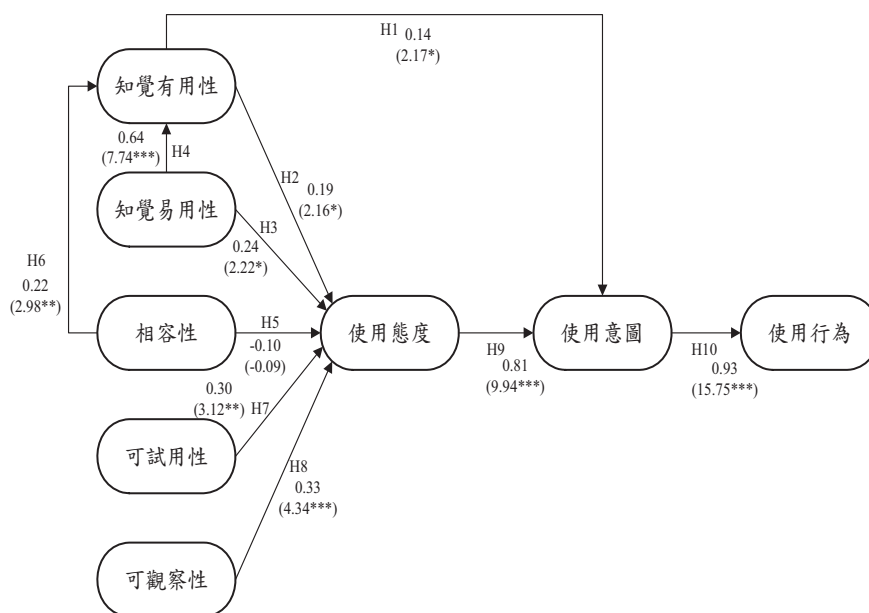 H1
0.14
(2.17*)
知覺有用性
0.64
(7.74***)
H4
H2
0.19
(2.16*)
知覺易用性
H3
0.24
(2.22*)
H6
0.22
(2.98**)
相容性
H5
-0.10
(-0.09)
使用態度
H9
0.81
(9.94***)
使用意圖
H10
0.93
(15.75***)
使用行為
0.30
(3.12**)
H7
可試用性
H8
0.33
(4.34***)
可觀察性